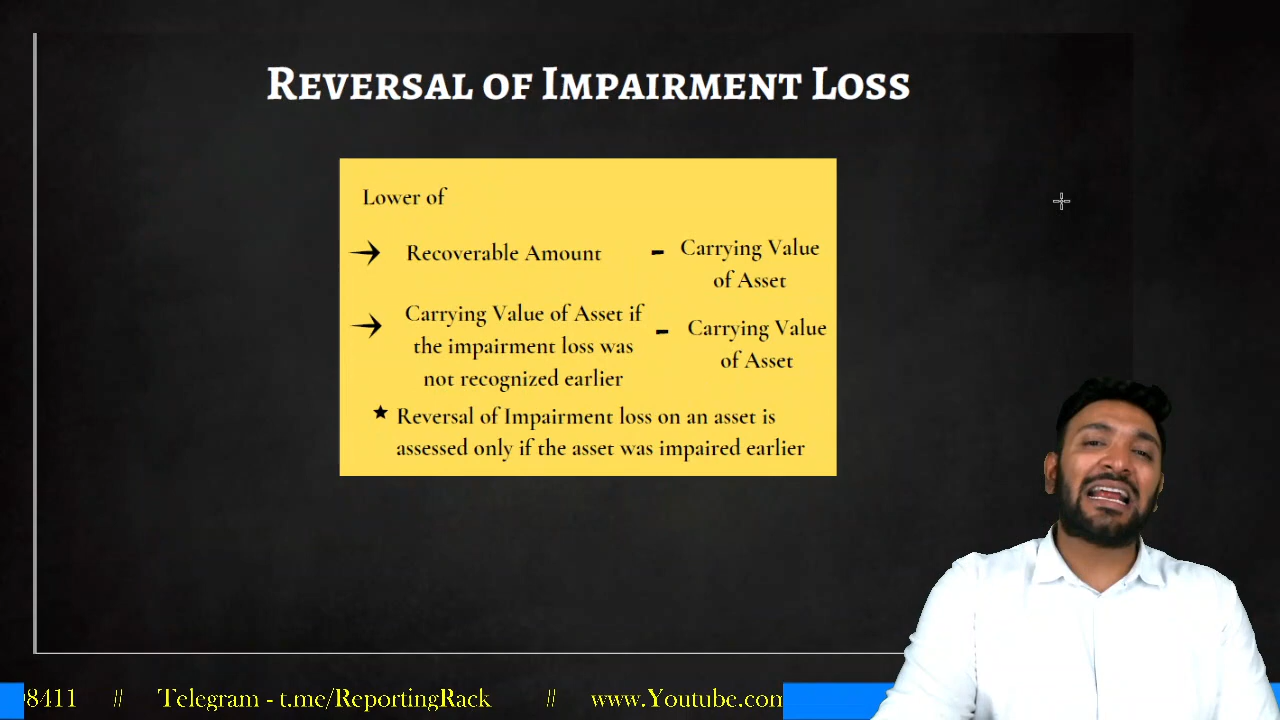 Reversal of Impairment Loss
Lower of
→ Recoverable Amount - Carrying Value
of Asset
→ Carrying Value of Asset if
the impairment loss was
not recognized earlier
- Carrying Value
of Asset
★ Reversal of Impairment loss on an asset is
assessed only if the asset was impaired earlier
8411 // Telegram - t.me/ReportingRack // www.Youtube.com